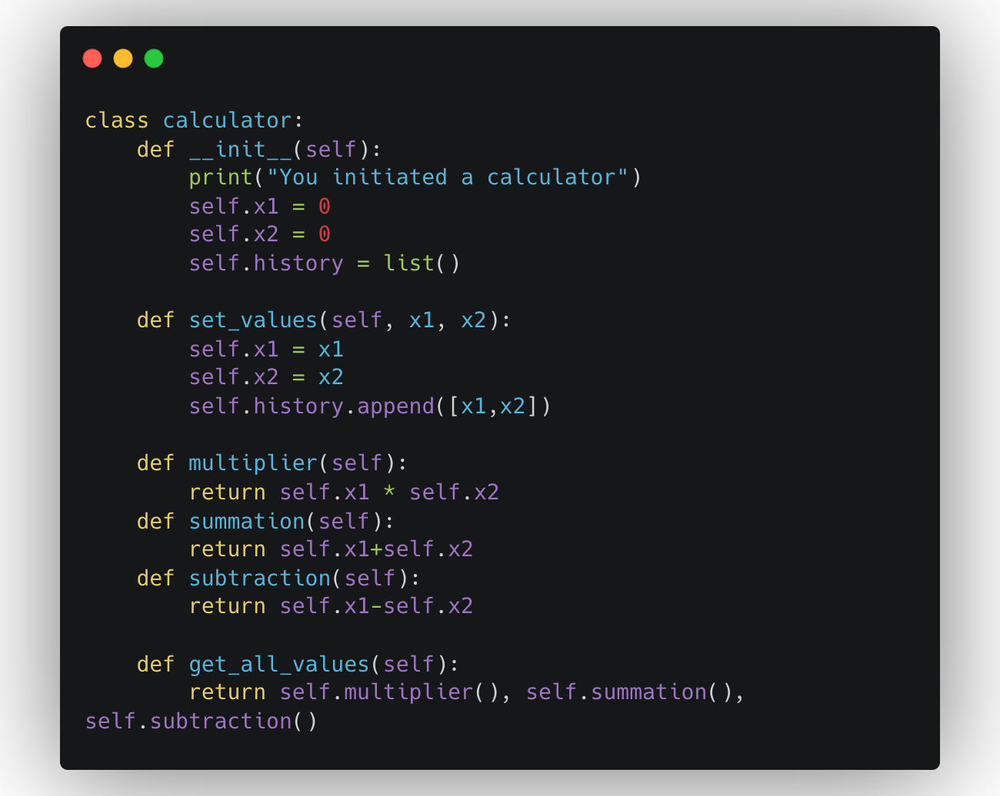 class calculator:
    def __init__(self):
        print("You initiated a calculator")
        self.x1 = 0
        self.x2 = 0
        self.history = list()

    def set_values(self, x1, x2):
        self.x1 = x1
        self.x2 = x2
        self.history.append([x1,x2])

    def multiplier(self):
        return self.x1 * self.x2
    def summation(self):
        return self.x1+self.x2
    def subtraction(self):
        return self.x1-self.x2

    def get_all_values(self):
        return self.multiplier(), self.summation(),
self.subtraction()